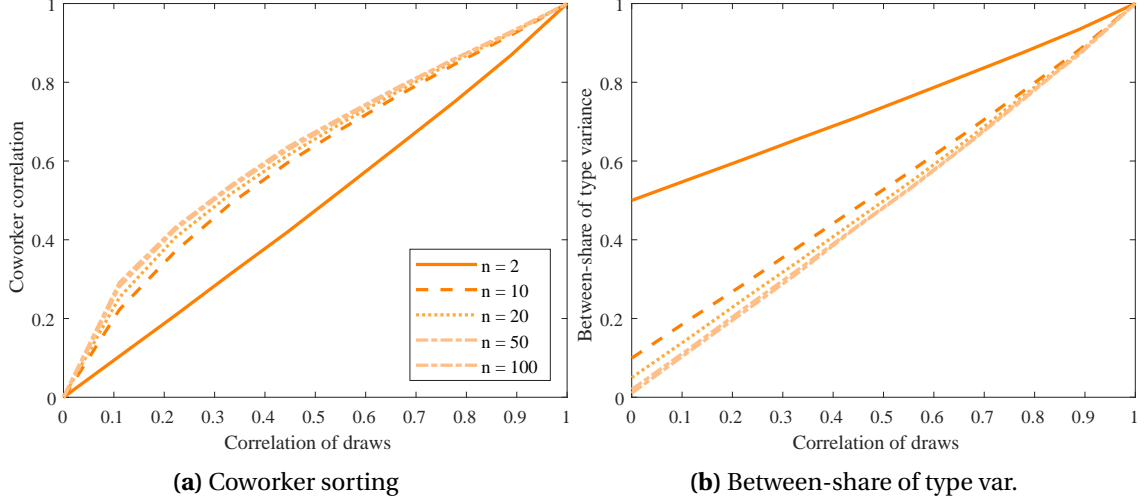 1
0.8
0.6
0.4
0.2
0
Coworker correlation
0 0.1 0.2 0.3 0.4 0.5 0.6 0.7 0.8 0.9 1
Correlation of draws
n = 2
n = 10
n = 20
n = 50
n = 100
(a) Coworker sorting
1
0.8
0.6
0.4
0.2
0
Between-share of type variance
0 0.1 0.2 0.3 0.4 0.5 0.6 0.7 0.8 0.9 1
Correlation of draws
(b) Between-share of type var.